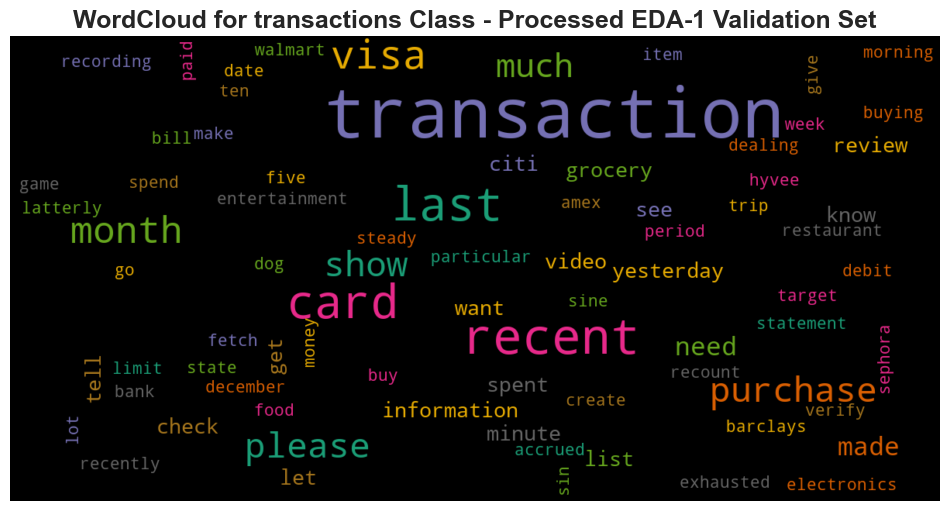 WordCloud for transactions Class - Processed EDA-1 Validation Set
recording
paid
walmart
visa
much
item
morning
date
ten
give
transaction
buying
bill
make
week
dealing
review
citi
grocery
hyvee
game
spend
five
entertainment
latterly
last
amex
see
trip
know
month
steady
period
restaurant
go
dog
show
particular
video
yesterday
debit
card
want
sine
target
statement
fetch
money
recent
need
sephora
tell
limit
state
get
bank
december
buy
spent
recount
purchase
lot
food
information
create
verify
check
please
minute
barclays
made
recently
accrued
list
let
sin
exhausted
electronics